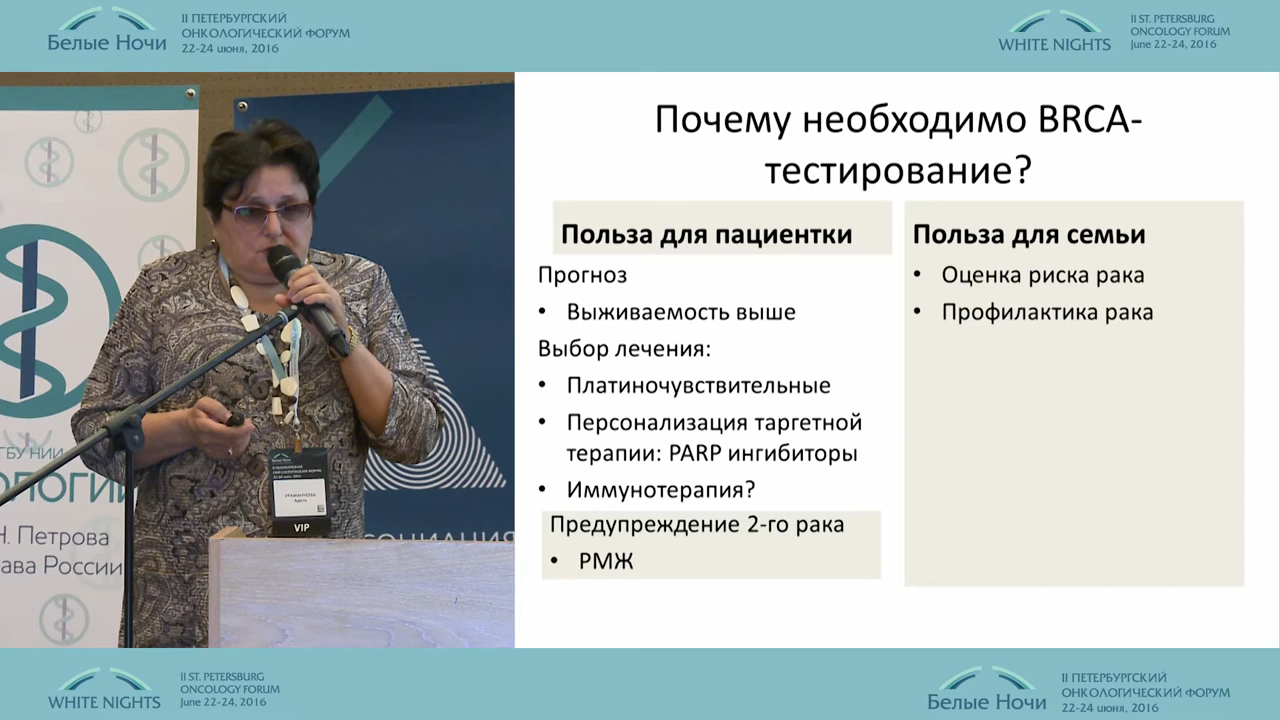 Белые Ночи
II ПЕТЕРБУРГСКИЙ
ОНКОЛОГИЧЕСКИЙ ФОРУМ
22-24 июня, 2016
WHITE NIGHTS
II ST. PETERSBURG
ONCOLOGY FORUM
June 22-24, 2016
Почему необходимо BRCA-
тестирование?
Польза для пациентки
Прогноз
• Выживаемость выше
Выбор лечения:
• Платиночувствительные
• Персонализация таргетной
терапии: PARP ингибиторы
• Иммунотерапия?
Предупреждение 2-го рака
• РМЖ
Польза для семьи
• Оценка риска рака
• Профилактика рака
ГБУ НИИ
ОЛОГИИ
Н. Петрова
ава России
VIP
СОЦИАЦИЯ
WHITE NIGHTS
II ST. PETERSBURG
ONCOLOGY FORUM
June 22-24, 2016
Белые Ночи
II ПЕТЕРБУРГСКИЙ
ОНКОЛОГИЧЕСКИЙ ФОРУМ
22-24 июня, 2016